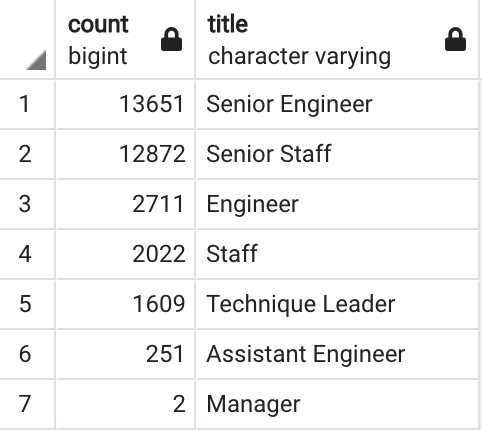 count title
bigint character varying
1 13651 Senior Engineer
2 12872 Senior Staff
3 2711 Engineer
4 2022 Staff
5 1609 Technique Leader
6 251 Assistant Engineer
7 2 Manager